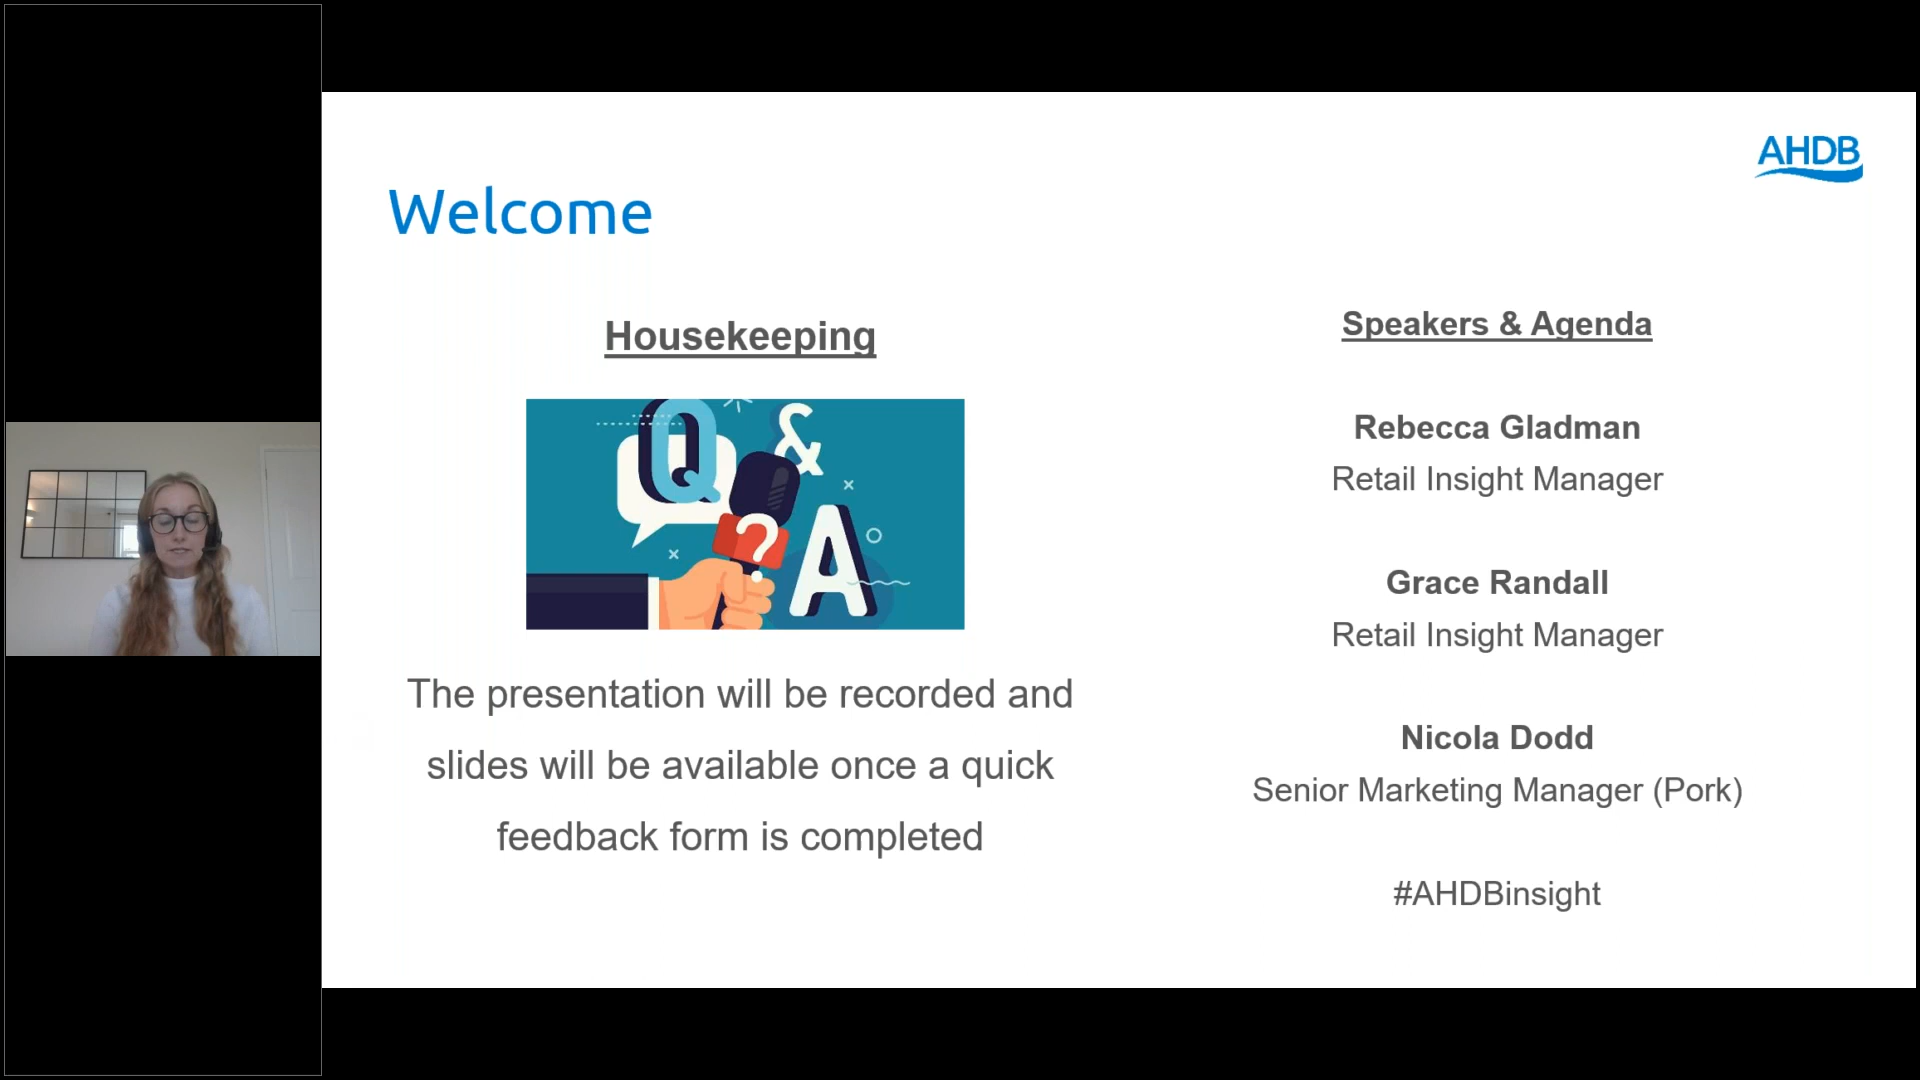 AHDB
Welcome
Housekeeping
Q & A
?
The presentation will be recorded and
slides will be available once a quick
feedback form is completed
Speakers & Agenda
Rebecca Gladman
Retail Insight Manager
Grace Randall
Retail Insight Manager
Nicola Dodd
Senior Marketing Manager (Pork)
#AHDBinsight